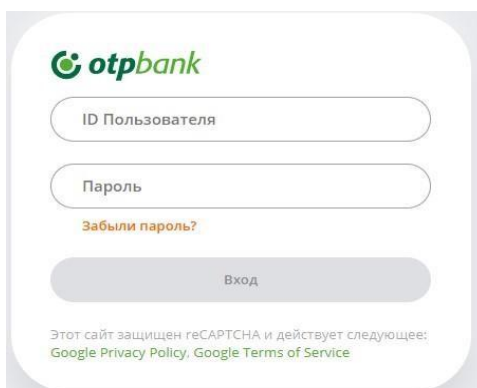 otpbank
ID Пользователя
Пароль
Забыли пароль?
Вход
Этот сайт защищен reCAPTCHA и действует следующее:
Google Privacy Policy. Google Terms of Service